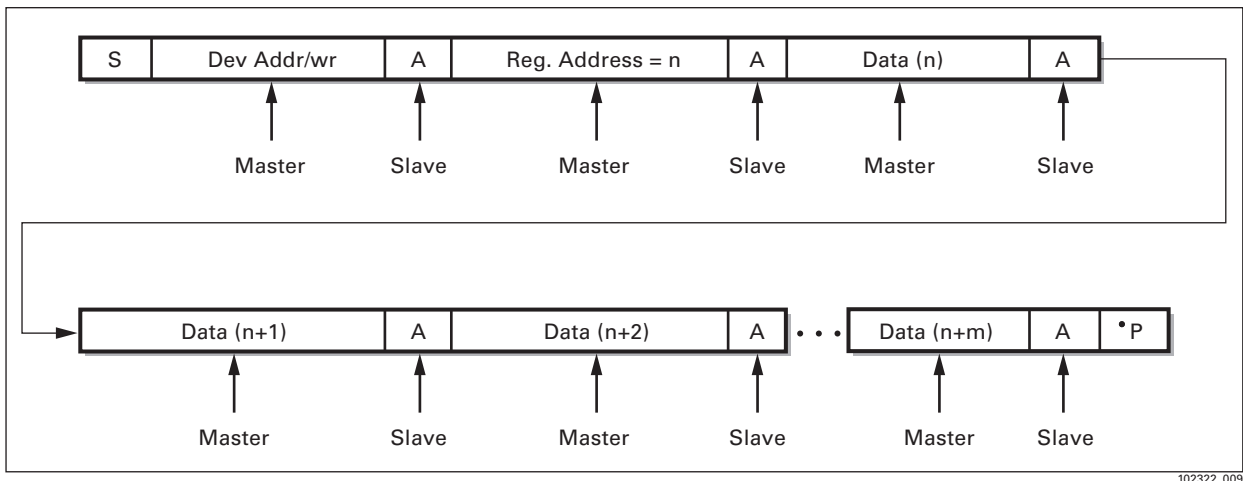 S Dev Addr/wr A Reg. Address = n A Data (n) A
Master Slave Master Slave Master Slave
Data (n+1) A Data (n+2) A • • • Data (n+m) A •P
Master Slave Master Slave Master Slave
102322_009